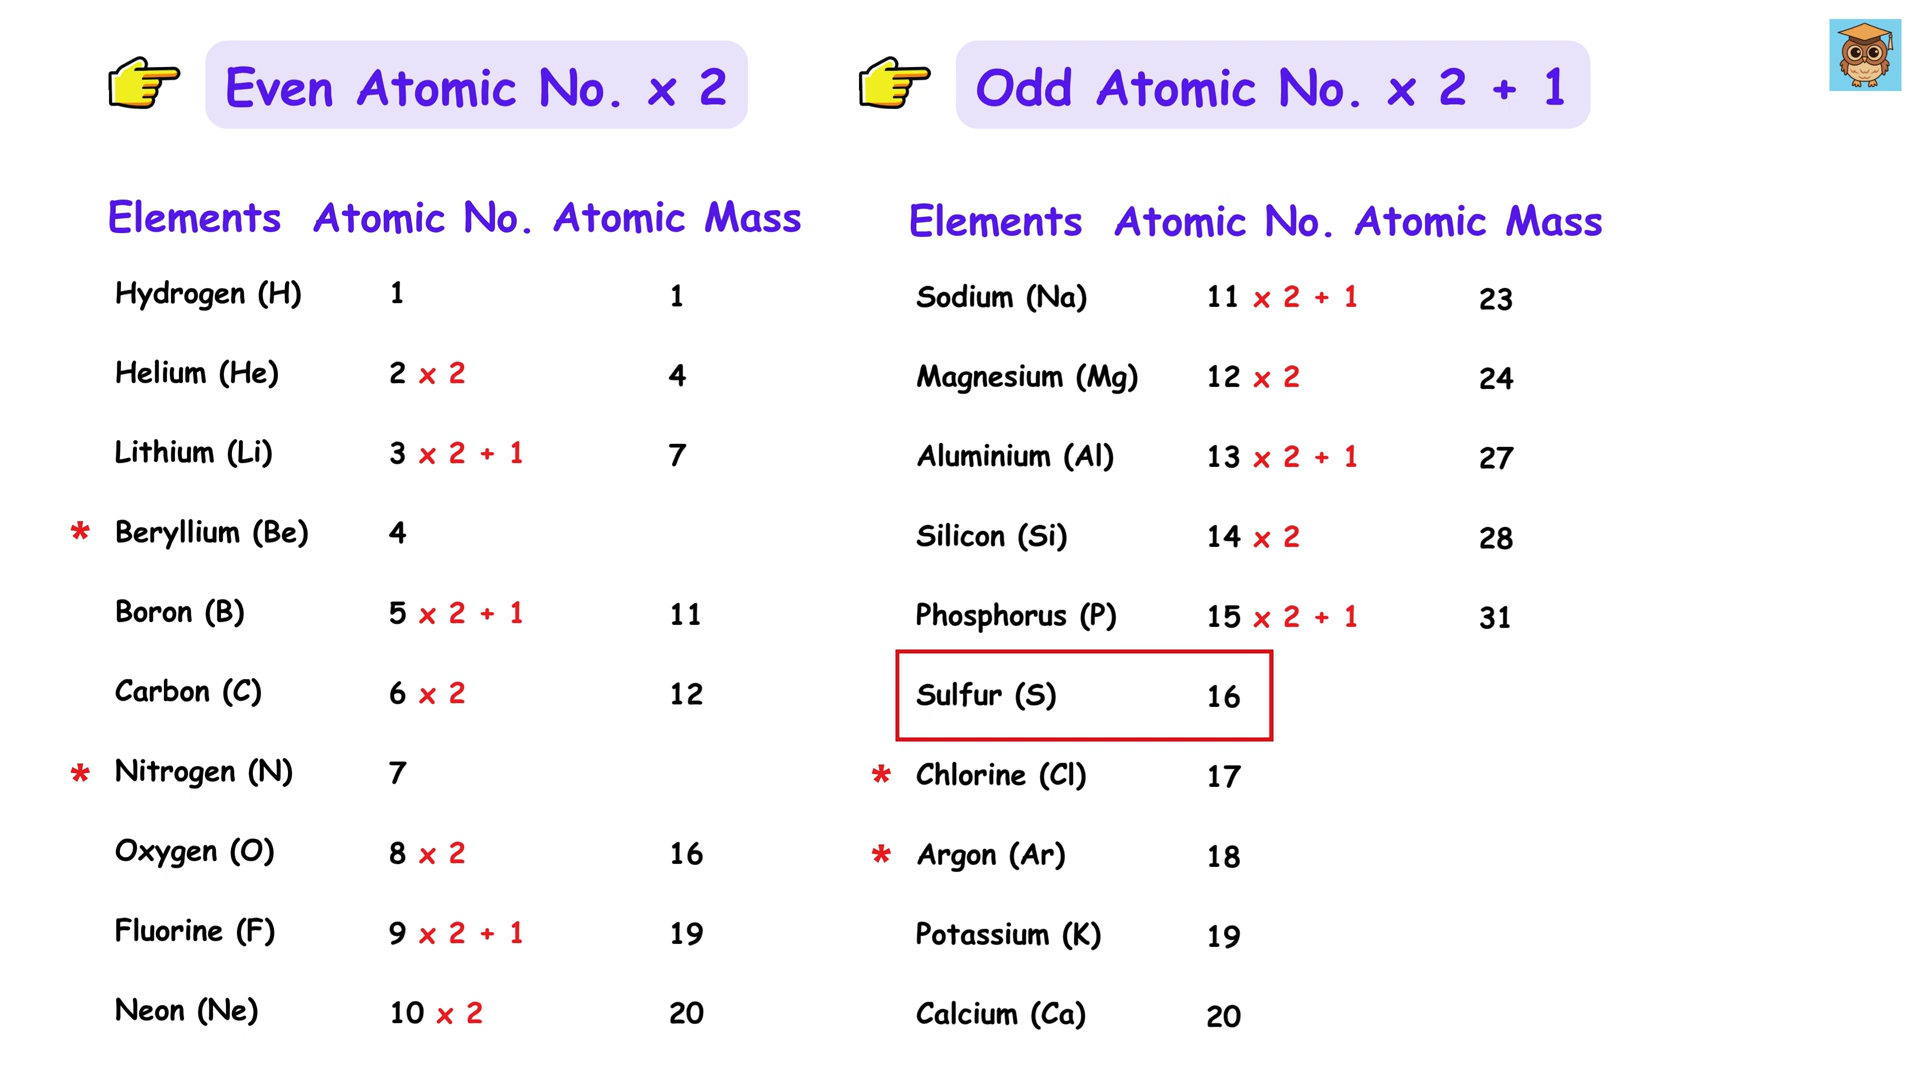 Even Atomic No. x 2
Odd Atomic No. x 2 + 1
Elements Atomic No. Atomic Mass
Hydrogen (H) 1 1
Helium (He) 2 x 2 4
Lithium (Li) 3 x 2 + 1 7
* Beryllium (Be) 4
Boron (B) 5 x 2 + 1 11
Carbon (C) 6 x 2 12
* Nitrogen (N) 7
Oxygen (O) 8 x 2 16
Fluorine (F) 9 x 2 + 1 19
Neon (Ne) 10 x 2 20
Elements Atomic No. Atomic Mass
Sodium (Na) 11 x 2 + 1 23
Magnesium (Mg) 12 x 2 24
Aluminium (Al) 13 x 2 + 1 27
Silicon (Si) 14 x 2 28
Phosphorus (P) 15 x 2 + 1 31
Sulfur (S) 16
* Chlorine (Cl) 17
* Argon (Ar) 18
Potassium (K) 19
Calcium (Ca) 20